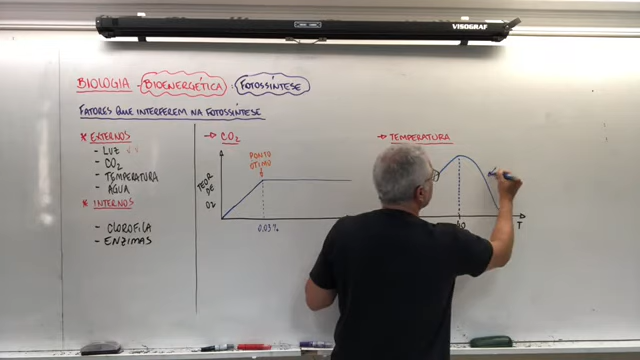 VISOGRAF
BIOLOGIA - BIOENERGÉTICA: FOTOSSÍNTESE
FATORES QUE INTERFEREM NA FOTOSSÍNTESE
* EXTERNOS
- LUZ
- CO2
- TEMPERATURA
- ÁGUA
* INTERNOS
- CLOROFILA
- ENZIMAS
→ CO2
PONTO
ÓTIMO
TEOR
DE
O2
0,03%
→ TEMPERATURA
T